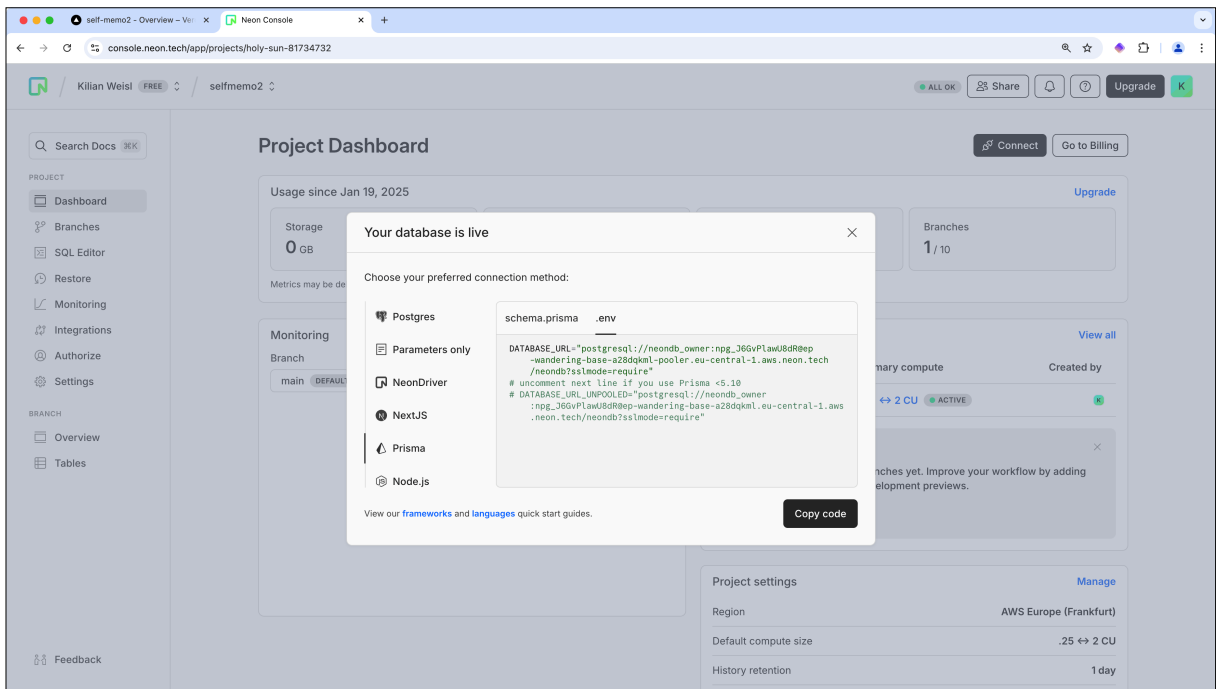 self-memo2 - Overview – Ver
Neon Console
console.neon.tech/app/projects/holy-sun-81734732
Kilian Weisl FREE
selfmemo2
ALL OK
Share
Upgrade
K
Search Docs ⌘K
PROJECT
Dashboard
Branches
SQL Editor
Restore
Monitoring
Integrations
Authorize
Settings
BRANCH
Overview
Tables
Feedback
Project Dashboard
Connect
Go to Billing
Usage since Jan 19, 2025
Upgrade
Storage
0 GB
Branches
1 / 10
Metrics may be de
Monitoring
Branch
main DEFAULT
View all
mary compute
Created by
↔ 2 CU ACTIVE
K
nches yet. Improve your workflow by adding
elopment previews.
Your database is live
Choose your preferred connection method:
Postgres
Parameters only
NeonDriver
NextJS
Prisma
Node.js
schema.prisma .env
DATABASE_URL="postgresql://neondb_owner:npg_J6GvPlawU8dR@ep
-wandering-base-a28dqkml-pooler.eu-central-1.aws.neon.tech
/neondb?sslmode=require"
# uncomment next line if you use Prisma <5.10
# DATABASE_URL_UNPOOLED="postgresql://neondb_owner
:npg_J6GvPlawU8dR@ep-wandering-base-a28dqkml.eu-central-1.aws
.neon.tech/neondb?sslmode=require"
View our frameworks and languages quick start guides.
Copy code
Project settings
Manage
Region
AWS Europe (Frankfurt)
Default compute size
.25 ↔ 2 CU
History retention
1 day